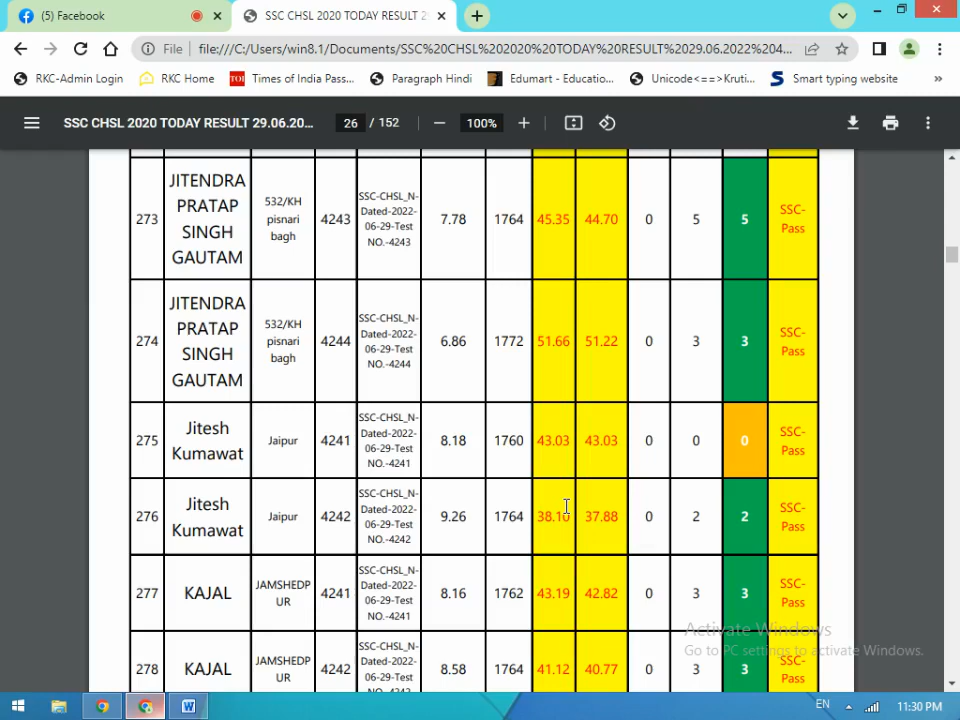 (5) Facebook
SSC CHSL 2020 TODAY RESULT 29.06
File
file:///C:/Users/win8.1/Documents/SSC%20CHSL%202020%20TODAY%20RESULT%2029.06.2022%204...
RKC-Admin Login
RKC Home
TOI
Times of India Pass...
Paragraph Hindi
Edumart - Educatio...
Unicode<==>Kruti...
S
Smart typing website
»
SSC CHSL 2020 TODAY RESULT 29.06.20...
26 / 152
100%
273 JITENDRA PRATAP SINGH GAUTAM 532/KH pisnari bagh 4243 SSC-CHSL_N-Dated-2022-06-29-Test NO.-4243 7.78 1764 45.35 44.70 0 5 5 SSC-Pass
274 JITENDRA PRATAP SINGH GAUTAM 532/KH pisnari bagh 4244 SSC-CHSL_N-Dated-2022-06-29-Test NO.-4244 6.86 1772 51.66 51.22 0 3 3 SSC-Pass
275 Jitesh Kumawat Jaipur 4241 SSC-CHSL_N-Dated-2022-06-29-Test NO.-4241 8.18 1760 43.03 43.03 0 0 0 SSC-Pass
276 Jitesh Kumawat Jaipur 4242 SSC-CHSL_N-Dated-2022-06-29-Test NO.-4242 9.26 1764 38.10 37.88 0 2 2 SSC-Pass
277 KAJAL JAMSHEDPUR 4241 SSC-CHSL_N-Dated-2022-06-29-Test NO.-4241 8.16 1762 43.19 42.82 0 3 3 SSC-Pass
278 KAJAL JAMSHEDPUR 4242 SSC-CHSL_N-Dated-2022-06-29-Test 8.58 1764 41.12 40.77 0 3 3 SSC-Pass
Activate Windows
Go to PC settings to activate Windows.
EN
11:30 PM